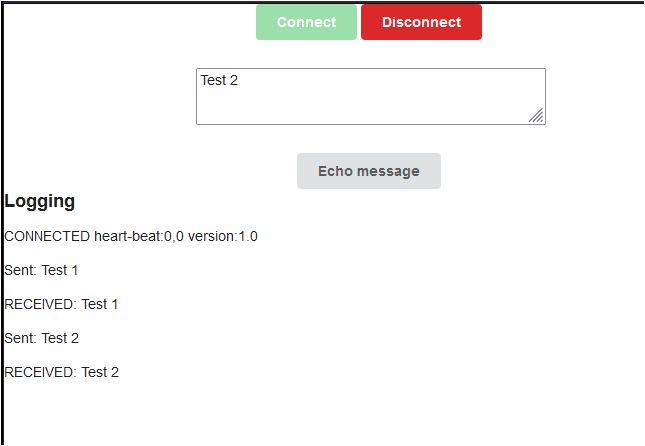 Connect Disconnect
Test 2
Echo message
Logging
CONNECTED heart-beat:0,0 version:1.0
Sent: Test 1
RECEIVED: Test 1
Sent: Test 2
RECEIVED: Test 2